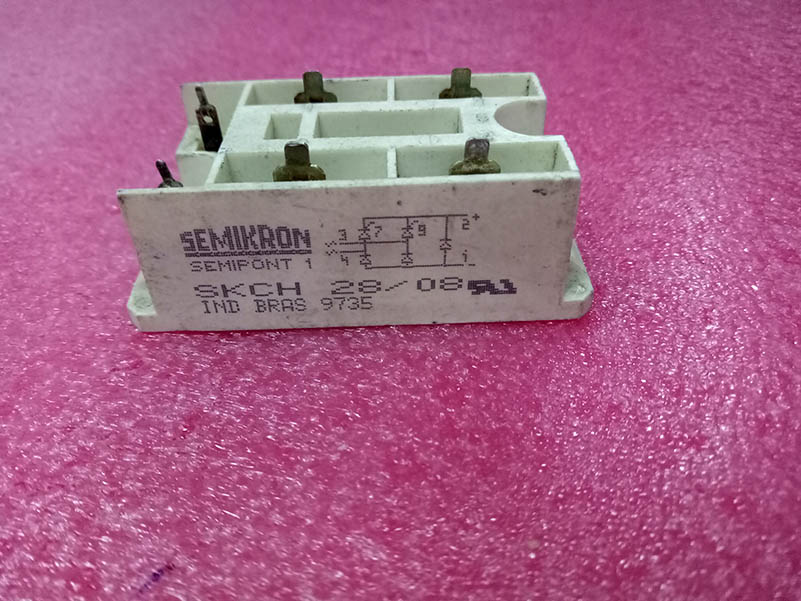 SEMIKRON
SEMIPONT 1
3 7 9 2 +
4 1 -
SKCH 28/08
IND BRAS 9735